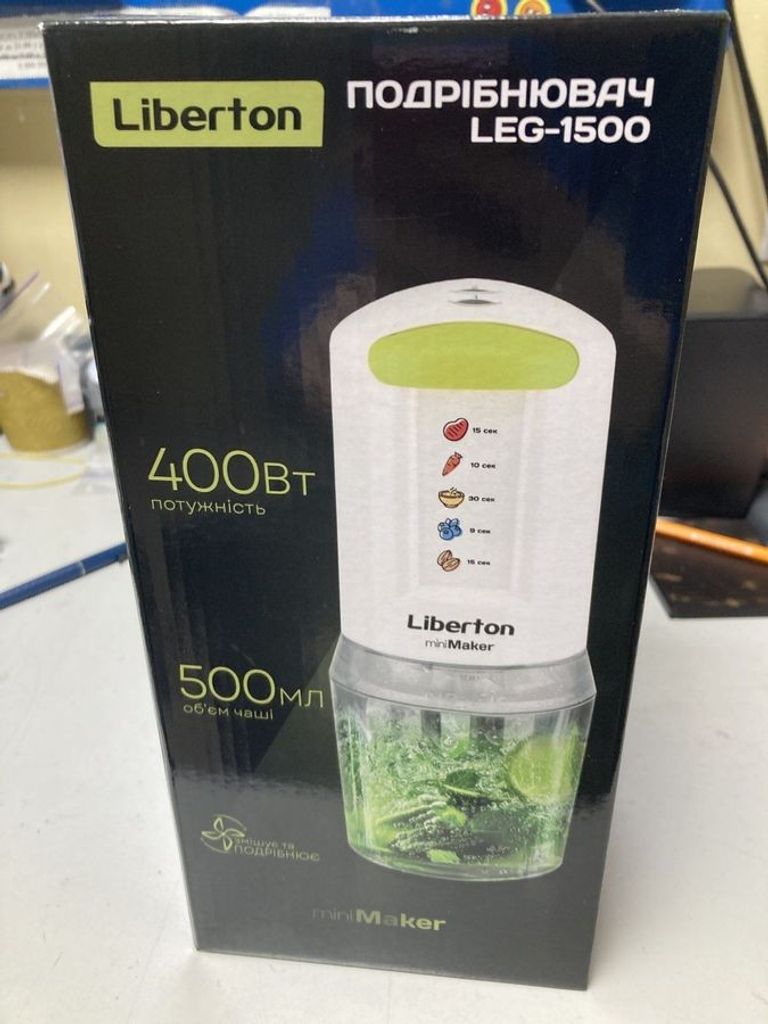 Liberton
ПОДРІБНЮВАЧ
LEG-1500
15 сек
10 сек
30 сек
9 сек
15 сек
400Вт
потужність
Liberton
miniMaker
500мл
об'єм чаші
змішує та
ПОДРІБНЮЄ
miniMaker